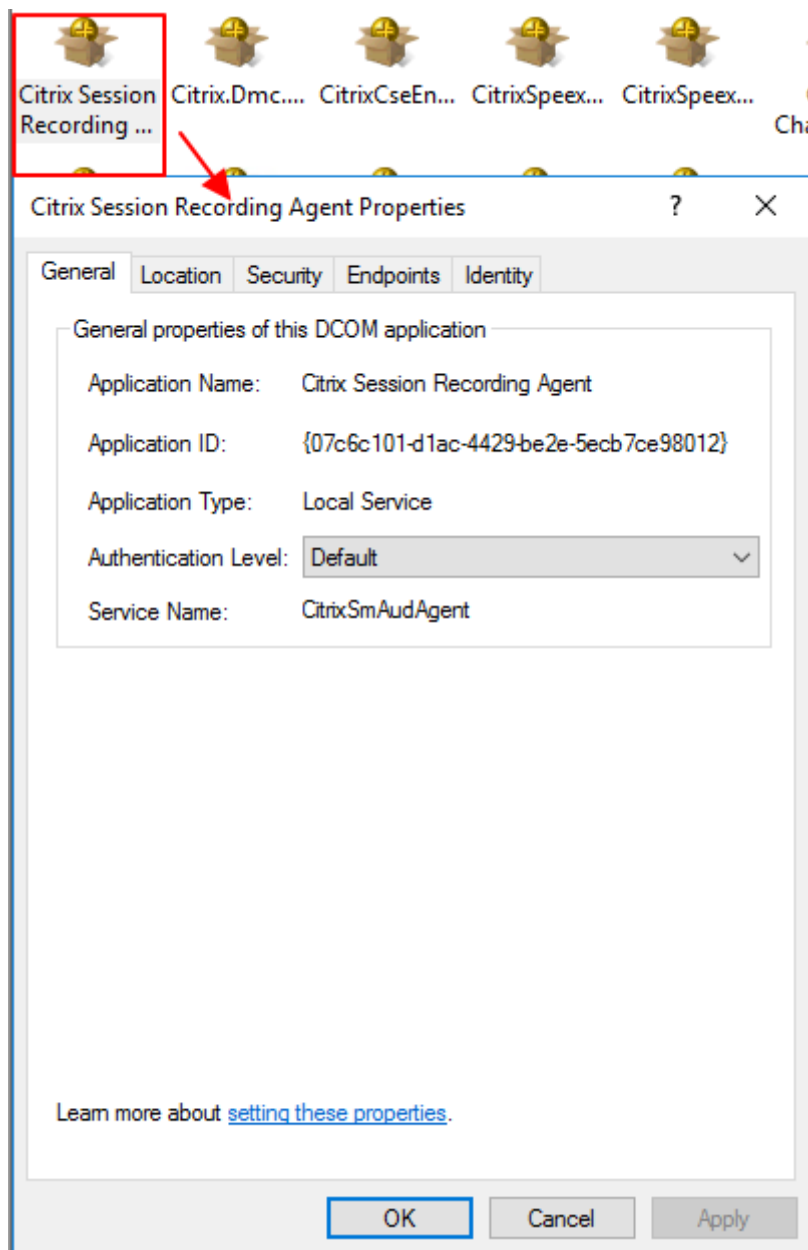 Citrix Session Citrix.Dmc.... CitrixCseEn... CitrixSpeex... CitrixSpeex...
Recording ... Cha
Citrix Session Recording Agent Properties ?
General Location Security Endpoints Identity
General properties of this DCOM application
Application Name: Citrix Session Recording Agent
Application ID: {07c6c101-d1ac-4429-be2e-5ecb7ce98012}
Application Type: Local Service
Authentication Level: Default
Service Name: CitrixSmAudAgent
Learn more about setting these properties.
OK Cancel Apply